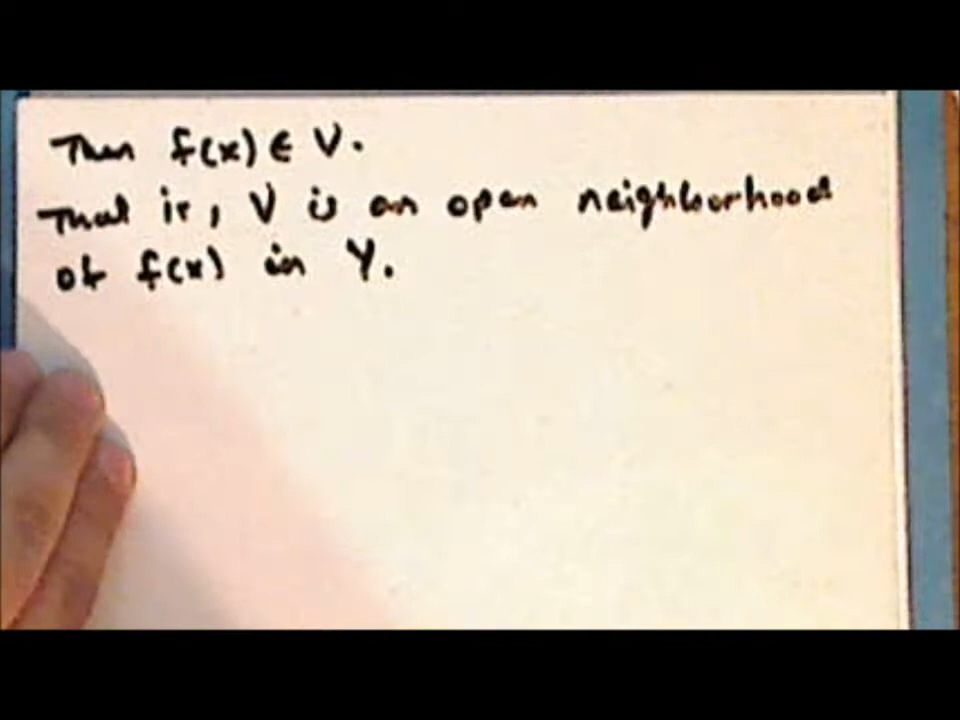 Then f(x) ∈ V.
That is, V is an open neighborhood
of f(x) in Y.